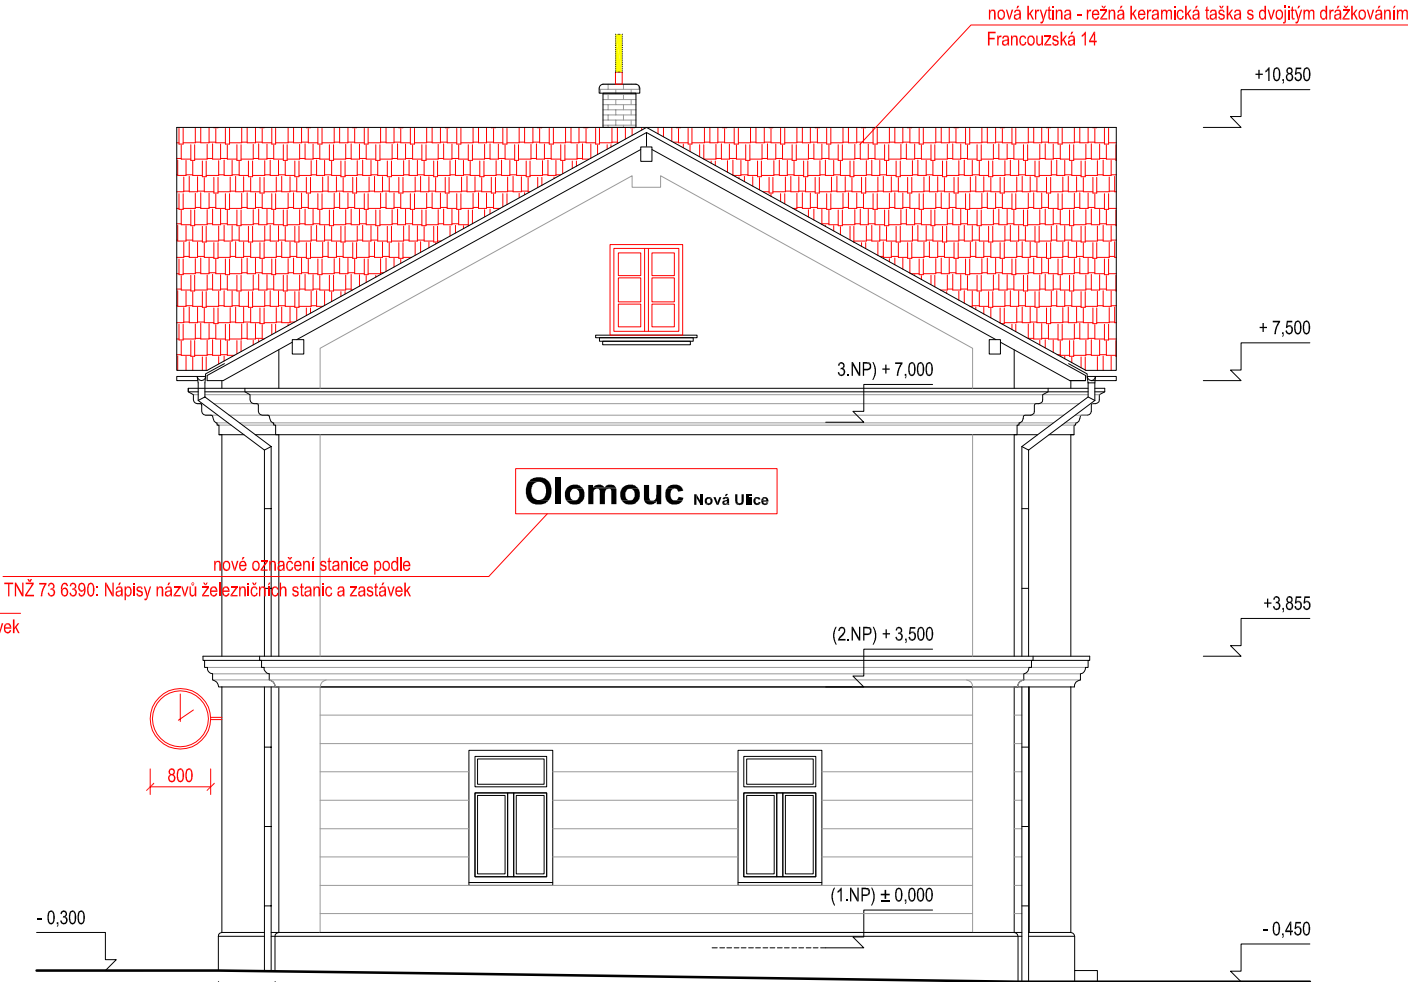 nová krytina - režná keramická taška s dvojitým drážkováním
Francouzská 14
+10,850
+ 7,500
3.NP) + 7,000
Olomouc Nová Ulice
nové označení stanice podle
TNŽ 73 6390: Nápisy názvů železničních stanic a zastávek
+3,855
vek
(2.NP) + 3,500
800
(1.NP) ± 0,000
- 0,300
- 0,450